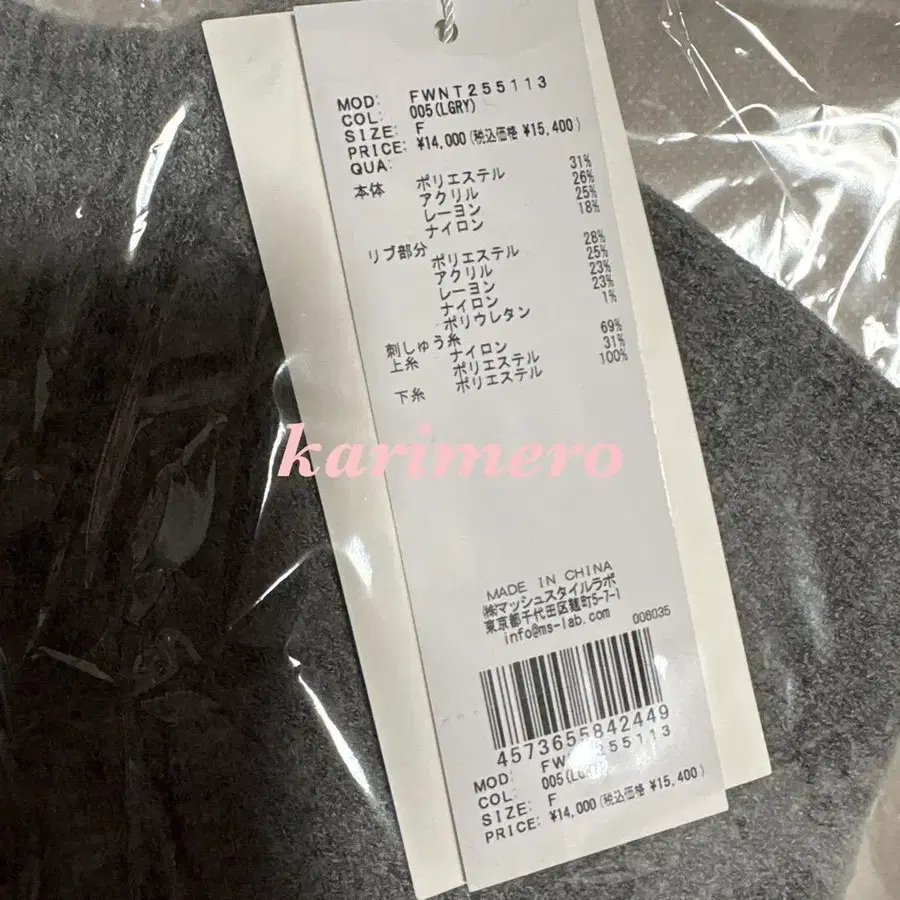 MOD: FWNT255113
COL: 005(LGRY)
SIZE: F
PRICE: ¥14,000(税込価格 ¥15,400)
QUA:
本体 ポリエステル 31%
アクリル 26%
レーヨン 25%
ナイロン 18%
リブ部分
ポリエステル 28%
アクリル 25%
レーヨン 23%
ナイロン 23%
ポリウレタン 1%
刺しゅう糸
上糸 ナイロン 69%
ポリエステル 31%
下糸 ポリエステル 100%
karimero
MADE IN CHINA
㈱マッシュスタイルラボ
東京都千代田区麹町5-7-1
info@ms-lab.com 006035
4573655842449
MOD: FWNT255113
COL: 005(LGRY)
SIZE: F
PRICE: ¥14,000(税込価格 ¥15,400)